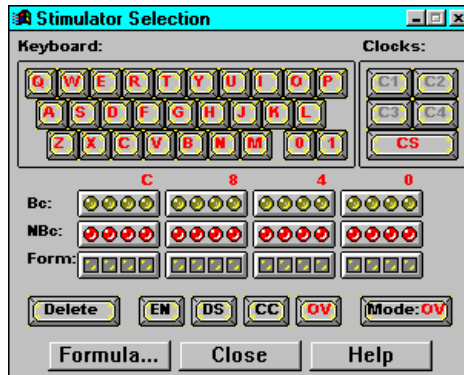 Stimulator Selection
Keyboard: Clocks:
Q W E R T Y U I O P C1 C2
A S D F G H J K L C3 C4
Z X C V B N M 0 1 CS
C 8 4 0
Bc:
NBc:
Form:
Delete EN DS CC OV Mode:OV
Formula... Close Help